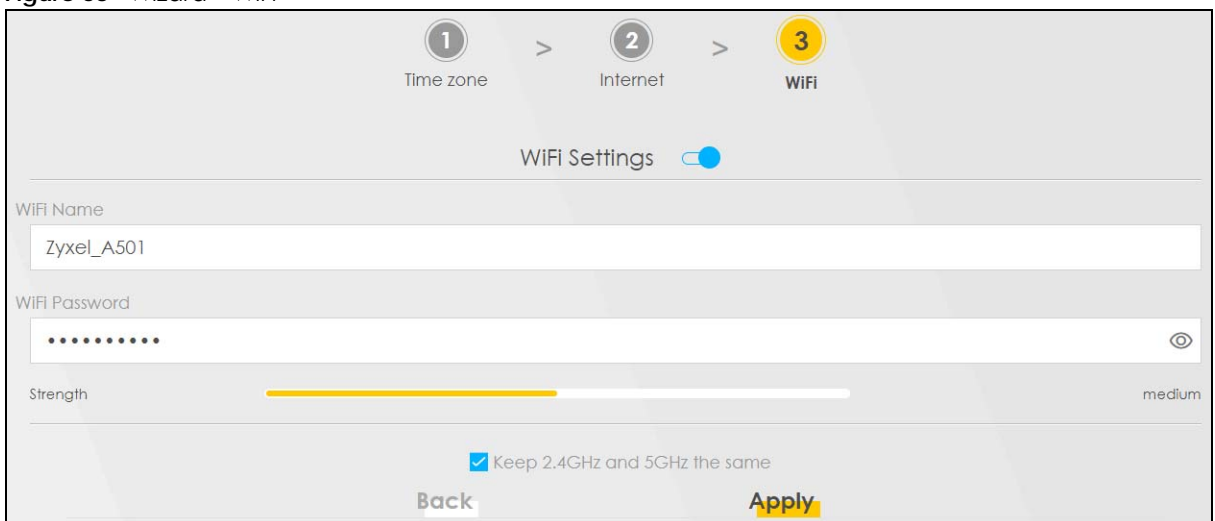 1 > 2 > 3
Time zone Internet WiFi
WiFi Settings
WiFi Name
Zyxel_A501
WiFi Password
••••••••••
Strength medium
Keep 2.4GHz and 5GHz the same
Back Apply